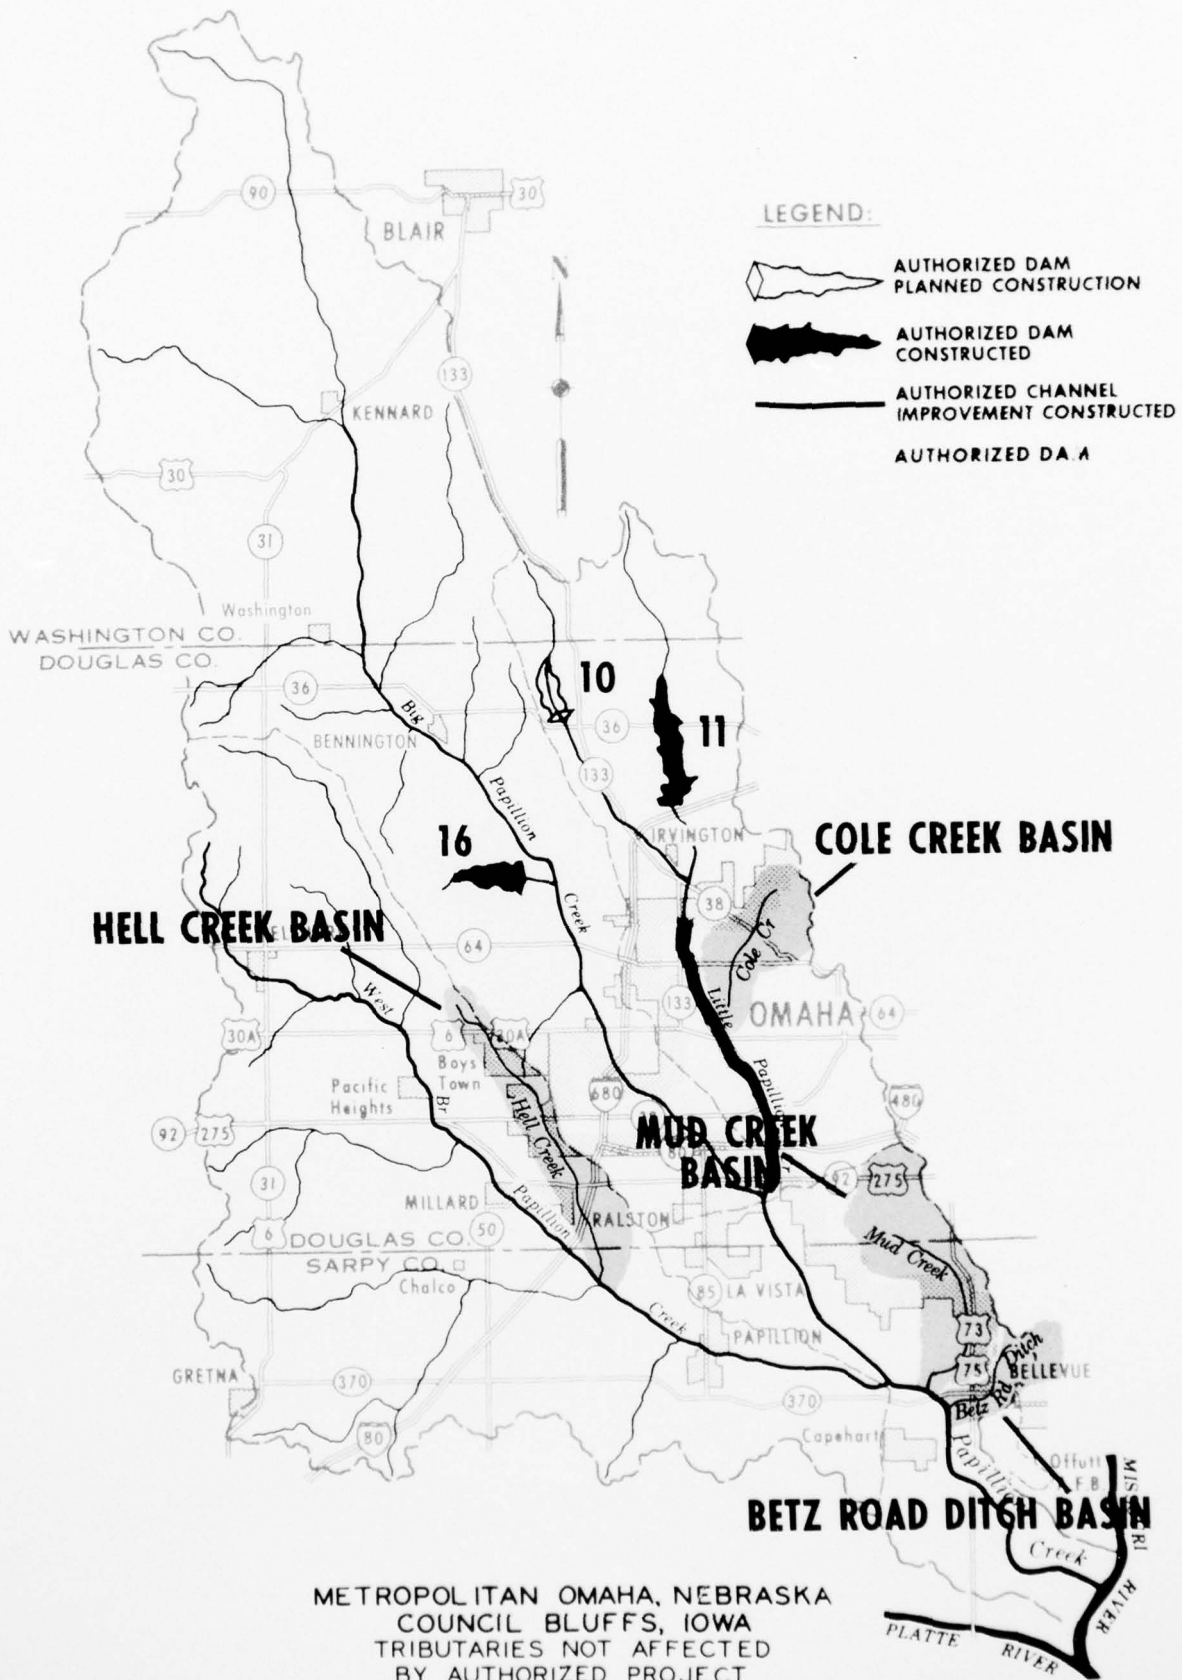 90
30
BLAIR
LEGEND:
AUTHORIZED DAM
PLANNED CONSTRUCTION
AUTHORIZED DAM
CONSTRUCTED
AUTHORIZED CHANNEL
IMPROVEMENT CONSTRUCTED
AUTHORIZED DA.A
N
133
KENNARD
30
31
Washington
WASHINGTON CO.
DOUGLAS CO.
36
10
11
36
Big
BENNINGTON
133
Papillion
IRVINGTON
COLE CREEK BASIN
16
38
Creek
Cole Cr
HELL CREEK BASIN
64
West
133
Little
OMAHA
64
30A
6
30A
Boys
Town
Papillion
Pacific
Heights
Br
680
480
Hell Creek
92
275
MUD CREEK
BASIN
80
92
275
31
MILLARD
Papillion
50
RALSTON
6
DOUGLAS CO.
SARPY CO.
Chalco
Mud Creek
85
LA VISTA
Creek
PAPILLION
73
75
Ditch
BELLEVUE
GRETNA
370
370
Betz Rd
80
Capehart
Papillion
Offutt
F.B.
BETZ ROAD DITCH BASIN
Creek
RIVER
METROPOLITAN OMAHA, NEBRASKA
COUNCIL BLUFFS, IOWA
TRIBUTARIES NOT AFFECTED
BY AUTHORIZED PROJECT
PLATTE RIVER